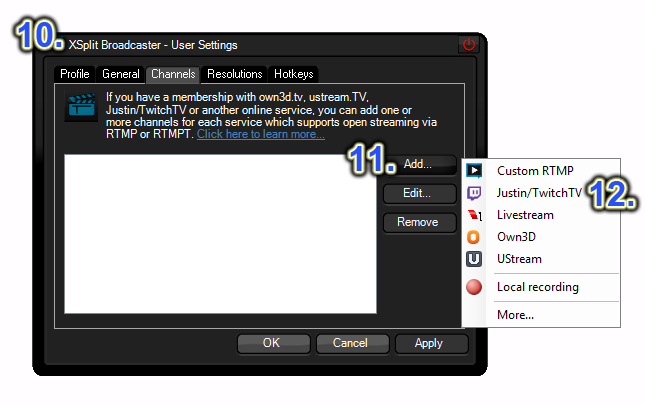 10. XSplit Broadcaster - User Settings
Profile General Channels Resolutions Hotkeys
If you have a membership with own3d.tv, ustream.TV,
Justin/TwitchTV or another online service, you can add one or
more channels for each service which supports open streaming via
RTMP or RTMPT. Click here to learn more...
11. Add...
Edit...
Remove
Custom RTMP
Justin/TwitchTV 12.
Livestream
Own3D
UStream
Local recording
More...
OK Cancel Apply